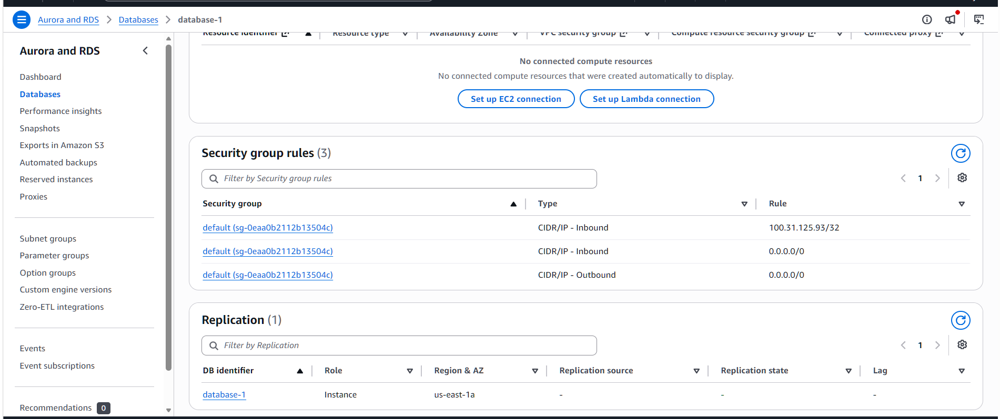 Aurora and RDS > Databases > database-1
Aurora and RDS
Dashboard
Databases
Performance insights
Snapshots
Exports in Amazon S3
Automated backups
Reserved instances
Proxies
Subnet groups
Parameter groups
Option groups
Custom engine versions
Zero-ETL integrations
Events
Event subscriptions
Recommendations 0
Resource identifier Resource type Availability Zone VPC security group Compute resource security group Connected proxy
No connected compute resources
No connected compute resources that were created automatically to display.
Set up EC2 connection Set up Lambda connection
Security group rules (3)
Filter by Security group rules
1
Security group Type Rule
default (sg-0eaa0b2112b13504c) CIDR/IP - Inbound 100.31.125.93/32
default (sg-0eaa0b2112b13504c) CIDR/IP - Inbound 0.0.0.0/0
default (sg-0eaa0b2112b13504c) CIDR/IP - Outbound 0.0.0.0/0
Replication (1)
Filter by Replication
1
DB identifier Role Region & AZ Replication source Replication state Lag
database-1 Instance us-east-1a - - -